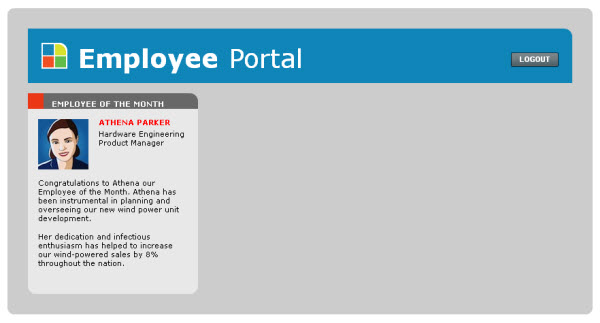 Employee Portal
LOGOUT
EMPLOYEE OF THE MONTH
ATHENA PARKER
Hardware Engineering
Product Manager
Congratulations to Athena our
Employee of the Month. Athena has
been instrumental in planning and
overseeing our new wind power unit
development.
Her dedication and infectious
enthusiasm has helped to increase
our wind-powered sales by 8%
throughout the nation.